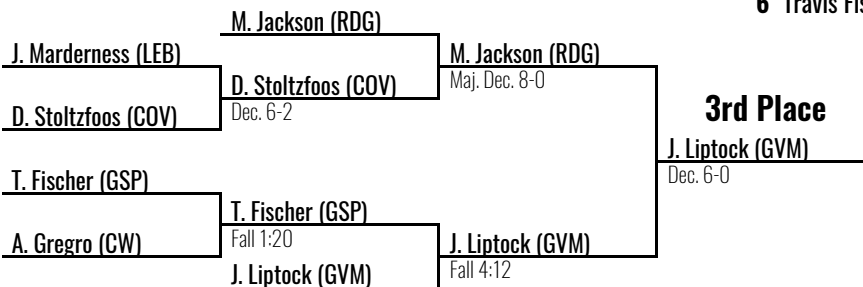 6 Travis
M. Jackson (RDG)
J. Marderness (LEB)
M. Jackson (RDG)
D. Stoltzfoos (COV)
Maj. Dec. 8-0
D. Stoltzfoos (COV)
Dec. 6-2
3rd Place
J. Liptock (GVM)
Dec. 6-0
T. Fischer (GSP)
T. Fischer (GSP)
A. Gregro (CW)
Fall 1:20
J. Liptock (GVM)
Fall 4:12
J. Liptock (GVM)